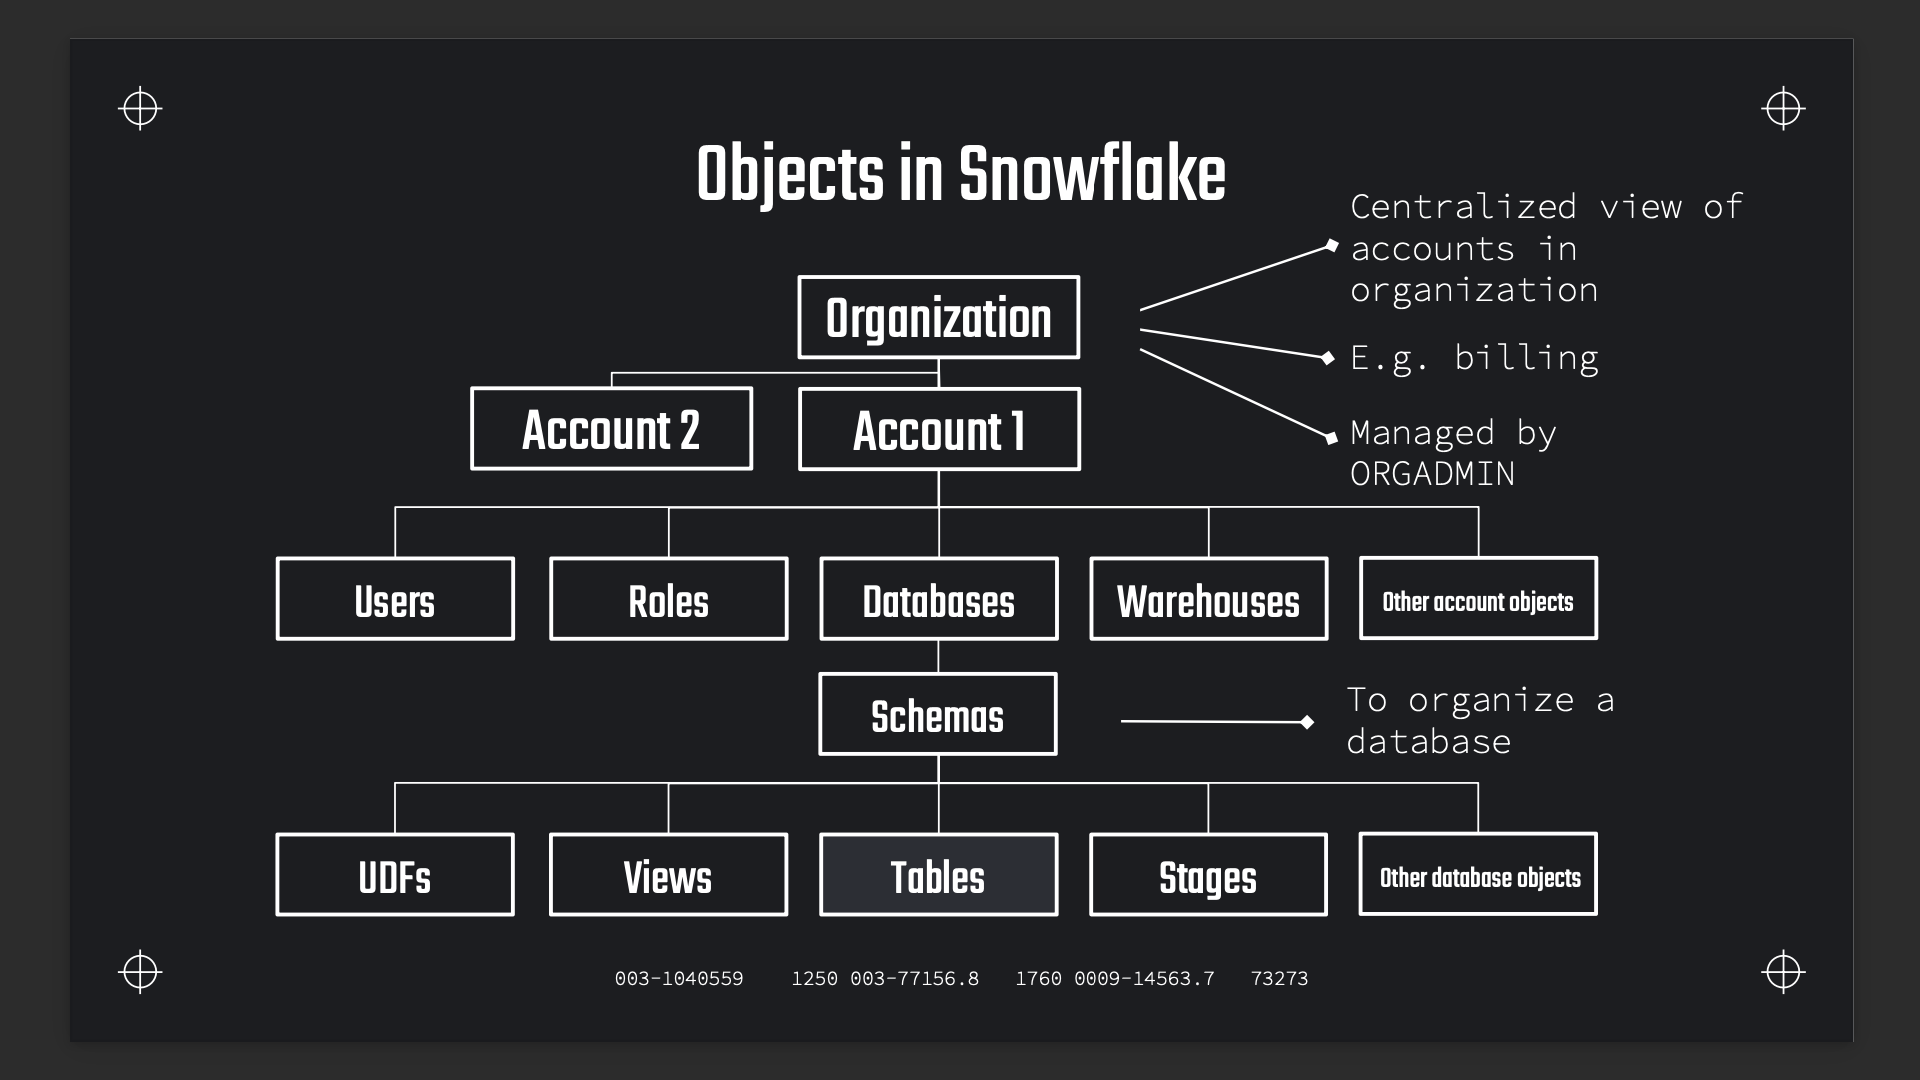 Objects in Snowflake
Centralized view of
accounts in
organization
Organization
E.g. billing
Account 2
Account 1
Managed by
ORGADMIN
Users
Roles
Databases
Warehouses
Other account objects
Schemas
To organize a
database
UDFs
Views
Tables
Stages
Other database objects
003-1040559 1250 003-77156.8 1760 0009-14563.7 73273